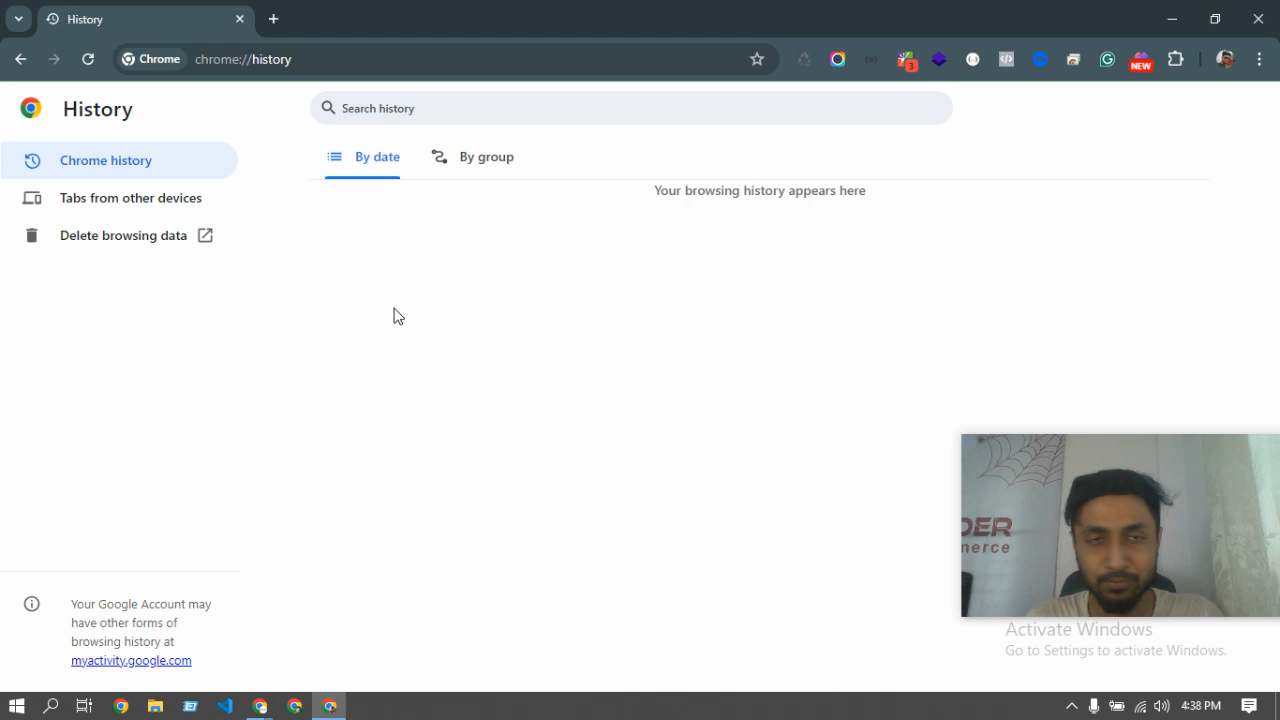 History
Chrome
chrome://history
3
NEW
History
Search history
Chrome history
Tabs from other devices
Delete browsing data
By date
By group
Your browsing history appears here
DER
nerce
Your Google Account may
have other forms of
browsing history at
myactivity.google.com
Activate Windows
Go to Settings to activate Windows.
4:38 PM